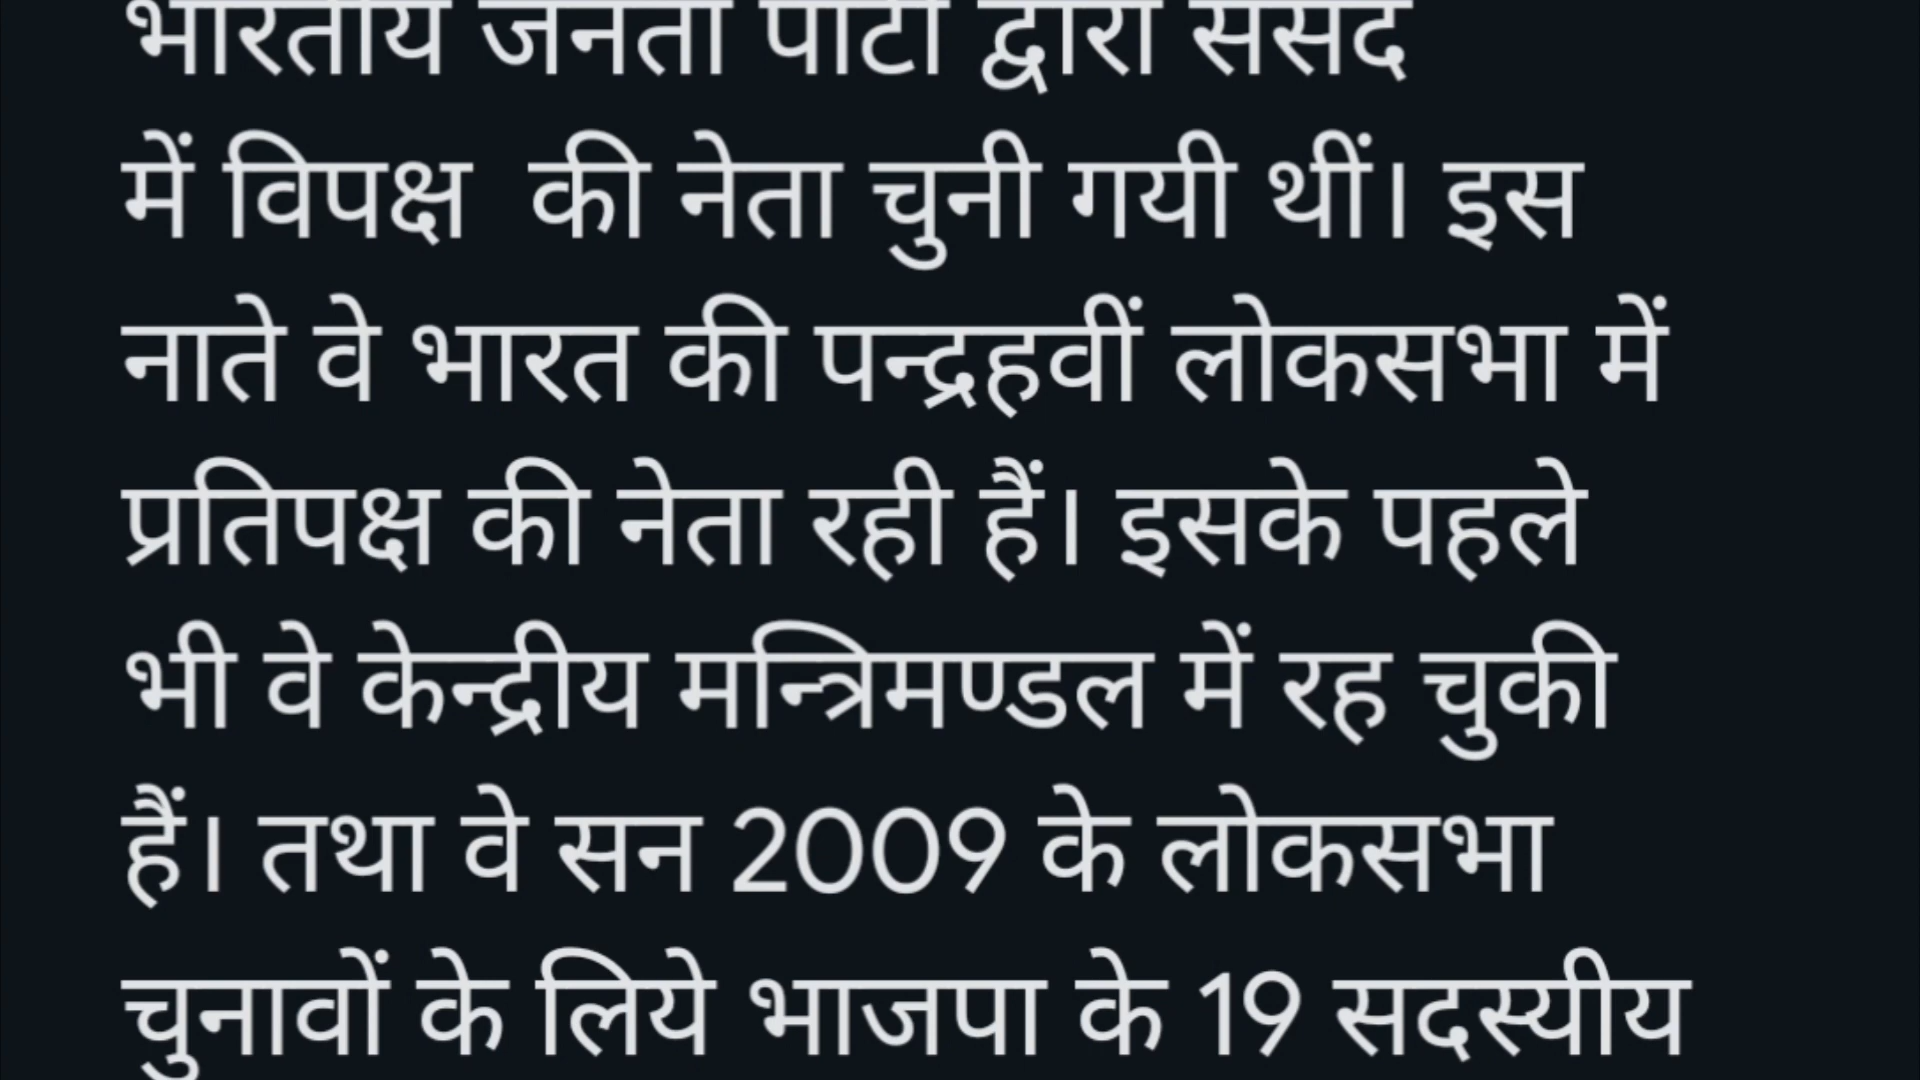 भारतीय जनता पार्टी द्वारा संसद
में विपक्ष की नेता चुनी गयी थीं। इस
नाते वे भारत की पन्द्रहवीं लोकसभा में
प्रतिपक्ष की नेता रही हैं। इसके पहले
भी वे केन्द्रीय मन्त्रिमण्डल में रह चुकी
हैं। तथा वे सन 2009 के लोकसभा
चुनावों के लिये भाजपा के 19 सदस्यीय